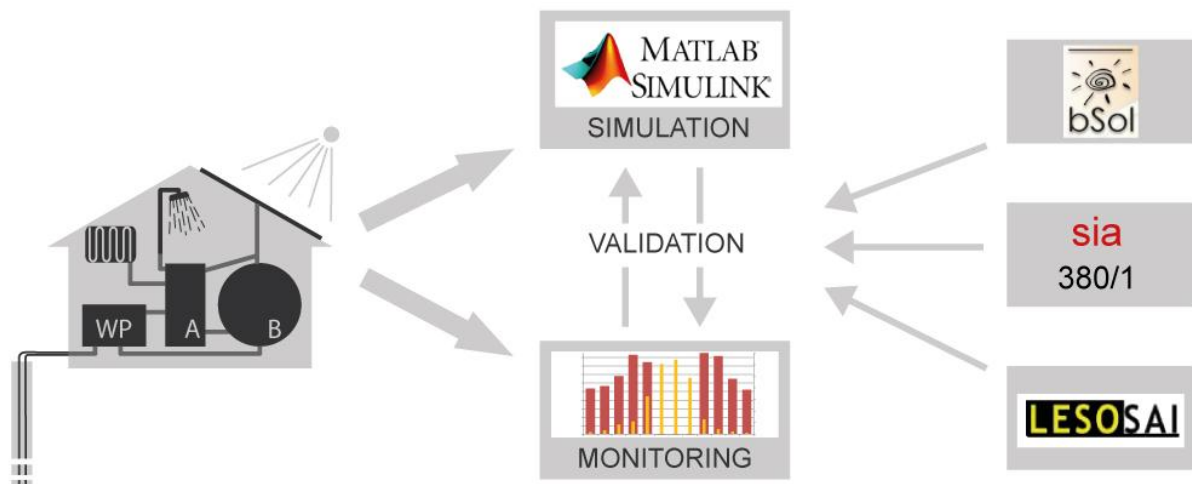 MATLAB
SIMULINK®
SIMULATION
bSol
VALIDATION
sia
380/1
WP
A
B
LESOSAI
MONITORING